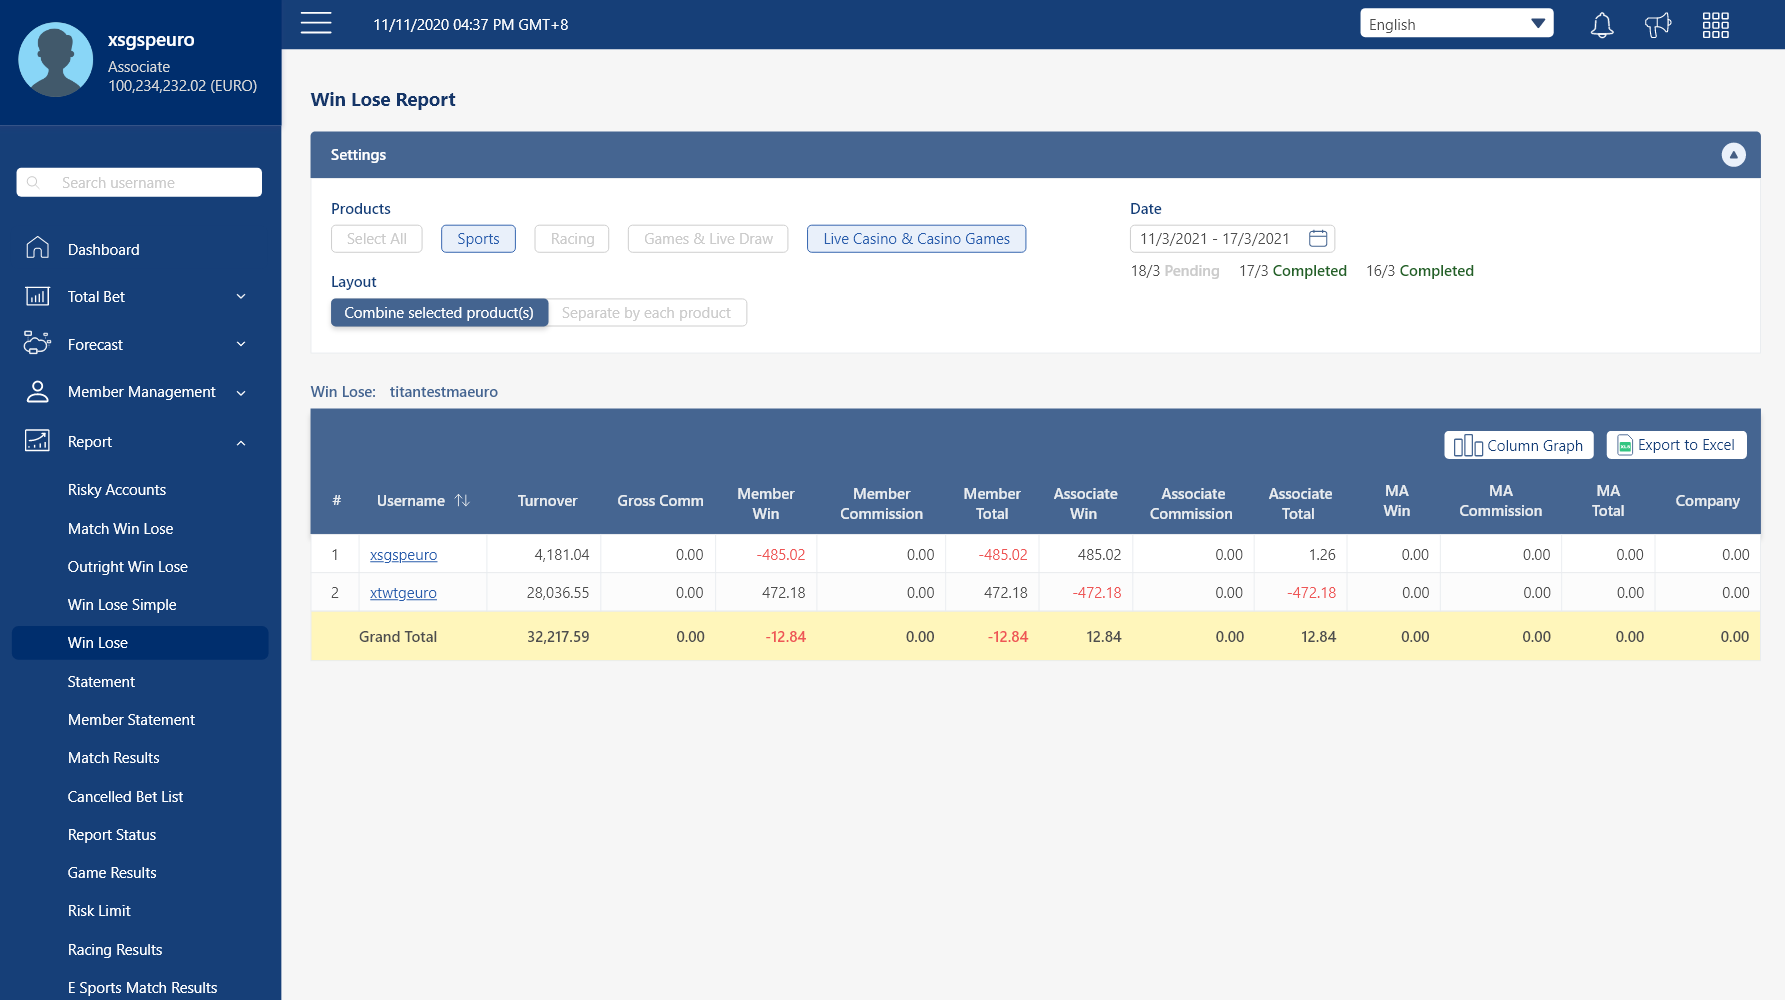 xsgspeuro
Associate
100,234,232.02 (EURO)
Search username
Dashboard
Total Bet
Forecast
Member Management
Report
Risky Accounts
Match Win Lose
Outright Win Lose
Win Lose Simple
Win Lose
Statement
Member Statement
Match Results
Cancelled Bet List
Report Status
Game Results
Risk Limit
Racing Results
E Sports Match Results
11/11/2020 04:37 PM GMT+8
English
Win Lose Report
Settings
Products
Select All Sports Racing Games & Live Draw Live Casino & Casino Games
Layout
Combine selected product(s) Separate by each product
Date
11/3/2021 - 17/3/2021
18/3 Pending 17/3 Completed 16/3 Completed
Win Lose: titantestmaeuro
Column Graph Export to Excel
# Username Turnover Gross Comm Member Win Member Commission Member Total Associate Win Associate Commission Associate Total MA Win MA Commission MA Total Company
1 xsgspeuro 4,181.04 0.00 -485.02 0.00 -485.02 485.02 0.00 1.26 0.00 0.00 0.00 0.00
2 xtwtgeuro 28,036.55 0.00 472.18 0.00 472.18 -472.18 0.00 -472.18 0.00 0.00 0.00 0.00
Grand Total 32,217.59 0.00 -12.84 0.00 -12.84 12.84 0.00 12.84 0.00 0.00 0.00 0.00